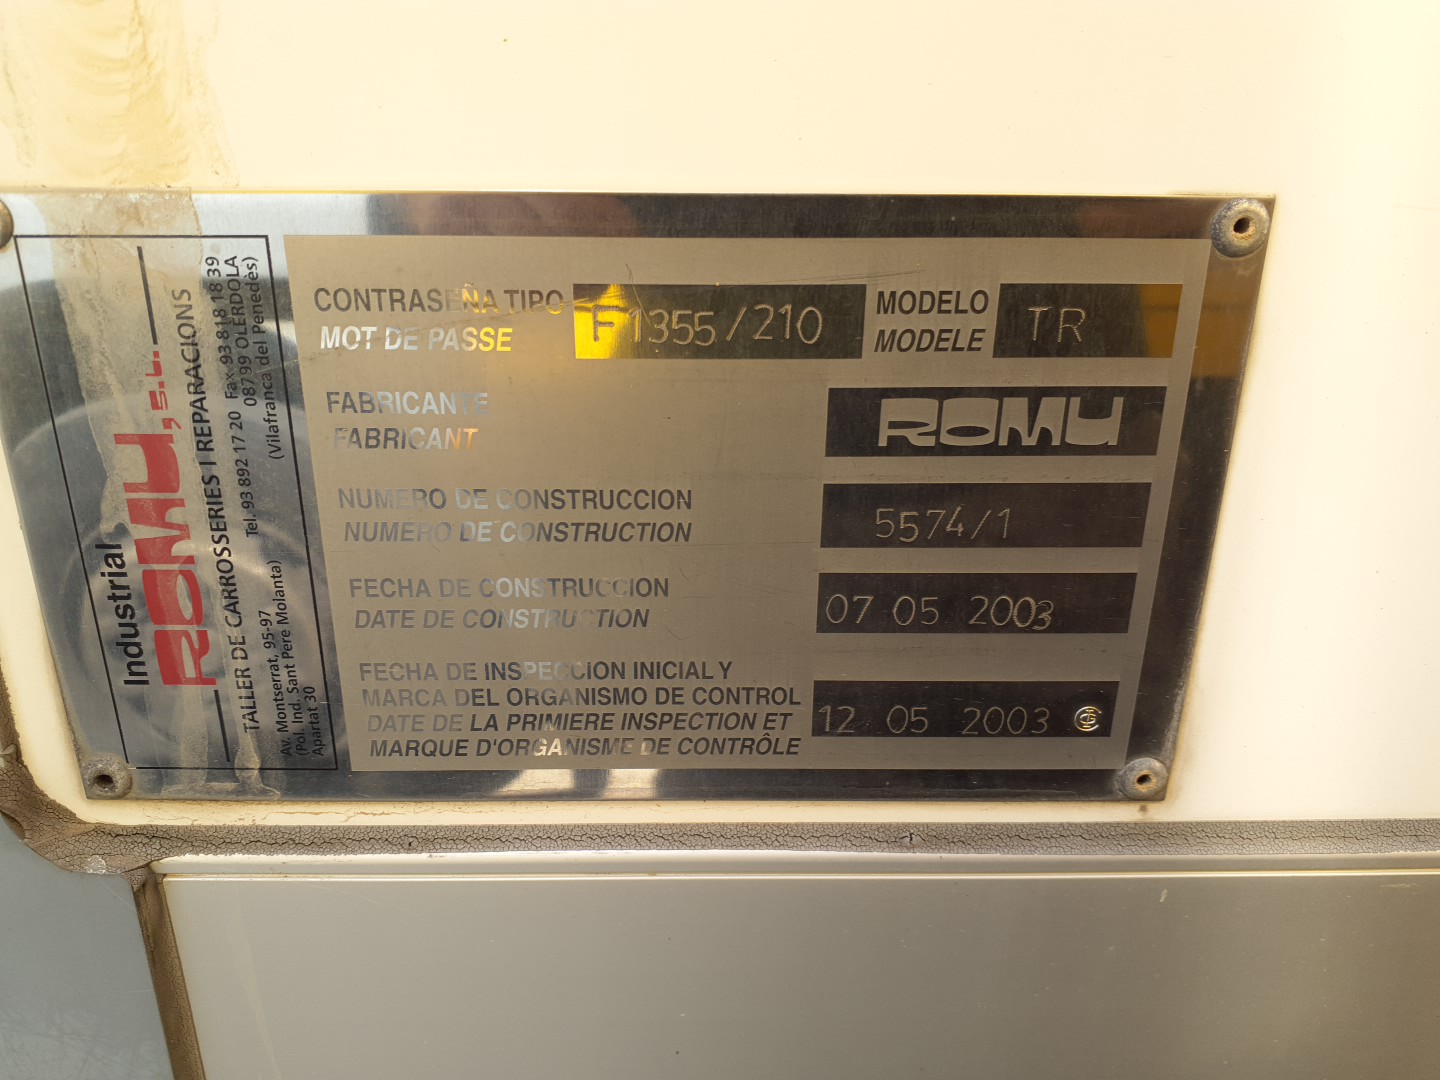 Industrial
ROMU, S.L.
TALLER DE CARROSSERIES I REPARACIONS
Av. Montserrat, 95-97 Tel. 93 892 17 20 Fax 93 818 18 39
(Pol. Ind. Sant Pere Molanta) 08799 OLÈRDOLA
Apartat 30 (Vilafranca del Penedès)
CONTRASEÑA TIPO F1355/210 MODELO TR
MOT DE PASSE MODELE
FABRICANTE ROMU
FABRICANT
NUMERO DE CONSTRUCCION 5574/1
NUMERO DE CONSTRUCTION
FECHA DE CONSTRUCCION 07 05 2003
DATE DE CONSTRUCTION
FECHA DE INSPECCION INICIAL Y
MARCA DEL ORGANISMO DE CONTROL 12 05 2003
DATE DE LA PRIMIERE INSPECTION ET
MARQUE D'ORGANISME DE CONTRÔLE